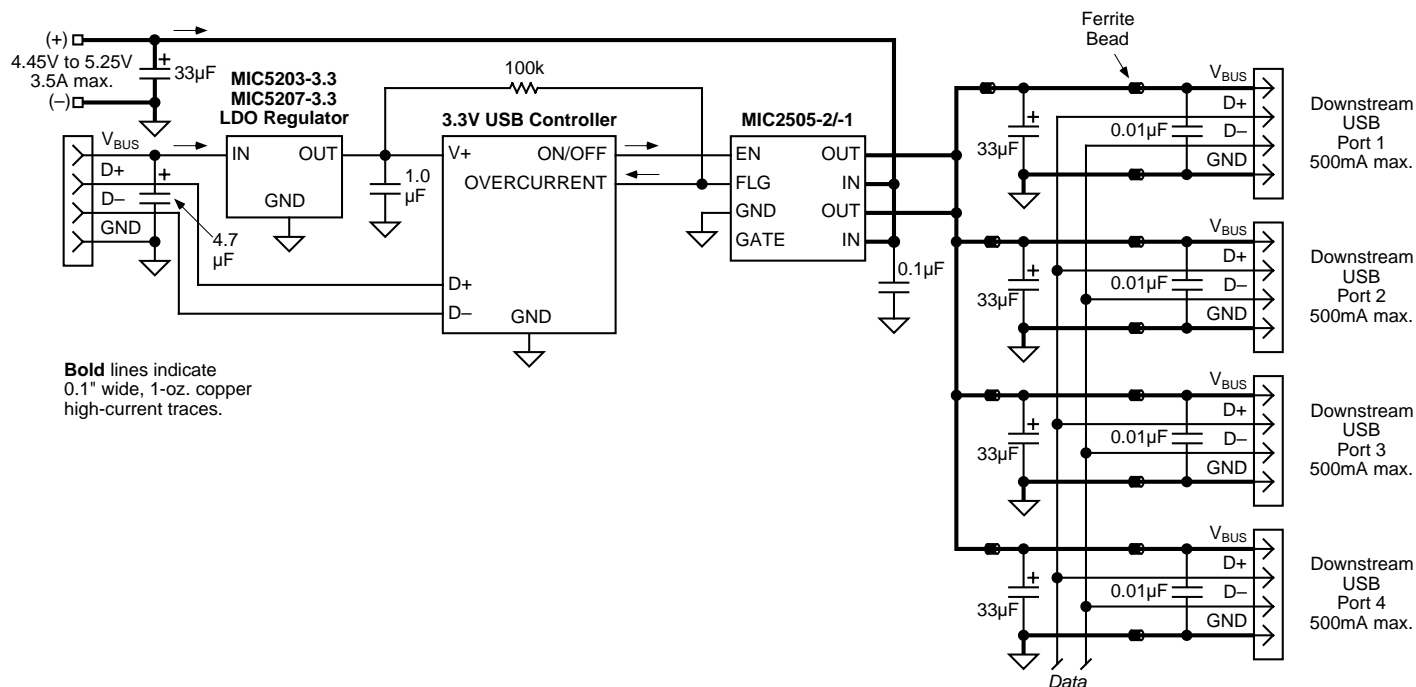 (+)
4.45V to 5.25V
3.5A max.
(–)
+
33µF
MIC5203-3.3
MIC5207-3.3
LDO Regulator
IN
OUT
GND
VBUS
D+
D–
GND
+
4.7
µF
1.0
µF
100k
3.3V USB Controller
V+
ON/OFF
OVERCURRENT
D+
D–
GND
MIC2505-2/-1
EN
OUT
FLG
IN
GND
OUT
GATE
IN
0.1µF
Bold lines indicate
0.1" wide, 1-oz. copper
high-current traces.
Ferrite
Bead
+
33µF
0.01µF
VBUS
D+
D–
GND
Downstream
USB
Port 1
500mA max.
+
33µF
0.01µF
VBUS
D+
D–
GND
Downstream
USB
Port 2
500mA max.
+
33µF
0.01µF
VBUS
D+
D–
GND
Downstream
USB
Port 3
500mA max.
+
33µF
0.01µF
VBUS
D+
D–
GND
Downstream
USB
Port 4
500mA max.
Data